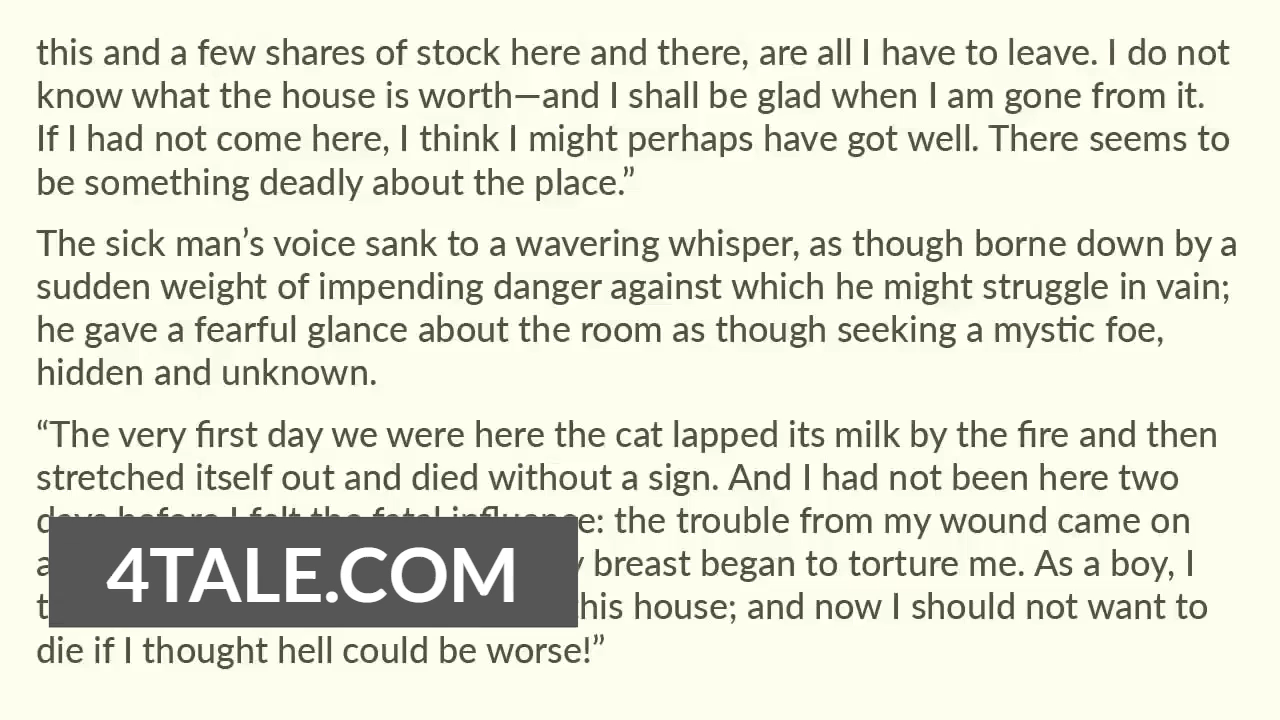 this and a few shares of stock here and there, are all I have to leave. I do not
know what the house is worth—and I shall be glad when I am gone from it.
If I had not come here, I think I might perhaps have got well. There seems to
be something deadly about the place.”
The sick man’s voice sank to a wavering whisper, as though borne down by a
sudden weight of impending danger against which he might struggle in vain;
he gave a fearful glance about the room as though seeking a mystic foe,
hidden and unknown.
“The very first day we were here the cat lapped its milk by the fire and then
stretched itself out and died without a sign. And I had not been here two
days before I felt the fatal influence: the trouble from my wound came on
breast began to torture me. As a boy, I
this house; and now I should not want to
die if I thought hell could be worse!”
4TALE.COM